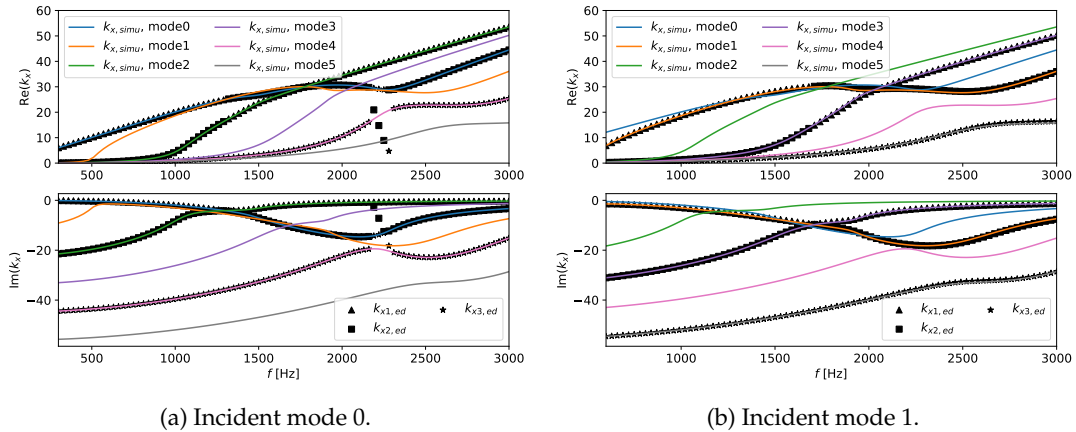 60
50
40
30
20
10
0
Re(kₓ)
kₓ,simu, mode0
kₓ,simu, mode1
kₓ,simu, mode2
kₓ,simu, mode3
kₓ,simu, mode4
kₓ,simu, mode5
0
−20
−40
Im(kₓ)
kₓ1,ed
kₓ2,ed
kₓ3,ed
500 1000 1500 2000 2500 3000
f [Hz]
(a) Incident mode 0.
60
50
40
30
20
10
0
Re(kₓ)
kₓ,simu, mode0
kₓ,simu, mode1
kₓ,simu, mode2
kₓ,simu, mode3
kₓ,simu, mode4
kₓ,simu, mode5
0
−20
−40
Im(kₓ)
kₓ1,ed
kₓ2,ed
kₓ3,ed
1000 1500 2000 2500 3000
f [Hz]
(b) Incident mode 1.